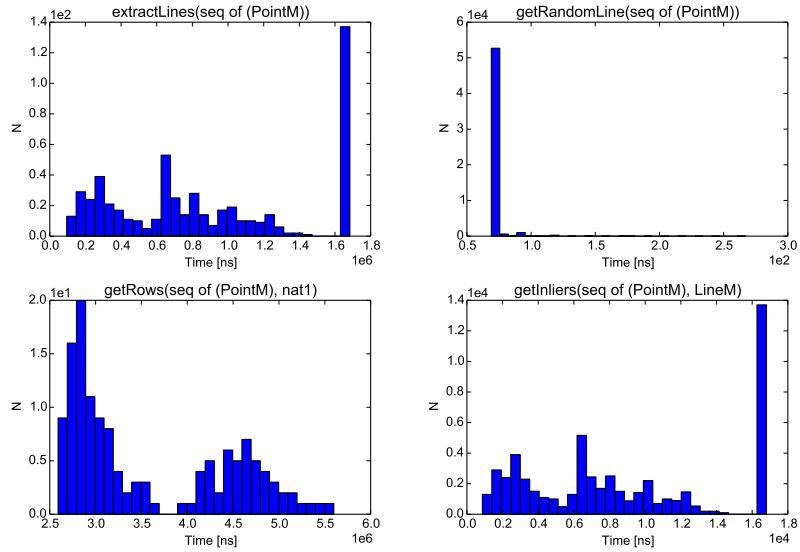 extractLines(seq of (PointM))
1e2
1.4
1.2
1.0
0.8
0.6
0.4
0.2
0.0
N
0.0 0.2 0.4 0.6 0.8 1.0 1.2 1.4 1.6 1.8
Time [ns]
1e6
getRandomLine(seq of (PointM))
1e4
6
5
4
3
2
1
0
N
0.5 1.0 1.5 2.0 2.5 3.0
Time [ns]
1e2
getRows(seq of (PointM), nat1)
1e1
2.0
1.5
1.0
0.5
0.0
N
2.5 3.0 3.5 4.0 4.5 5.0 5.5 6.0
Time [ns]
1e6
getInliers(seq of (PointM), LineM)
1e4
1.4
1.2
1.0
0.8
0.6
0.4
0.2
0.0
N
0.0 0.2 0.4 0.6 0.8 1.0 1.2 1.4 1.6 1.8
Time [ns]
1e4